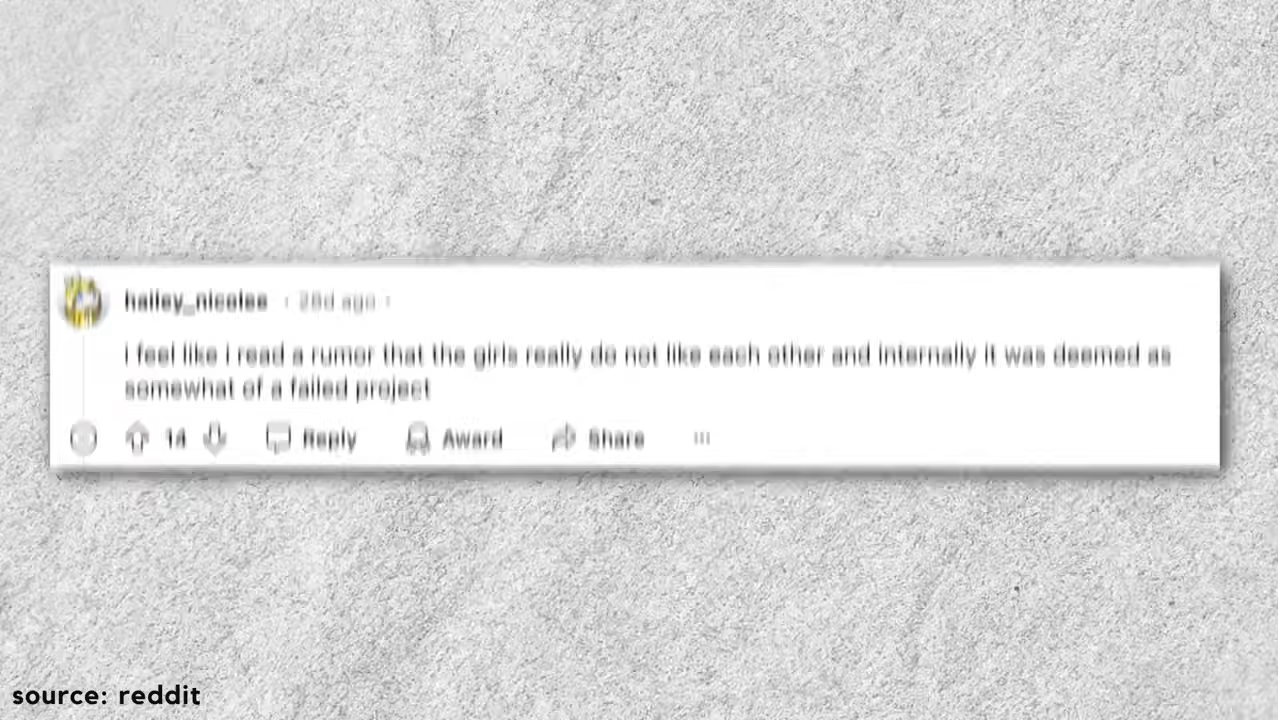 hailey_nicolee · 28d ago ·
i feel like i read a rumor that the girls really do not like each other and internally it was deemed as
somewhat of a failed project
14 Reply Award Share ...
source: reddit